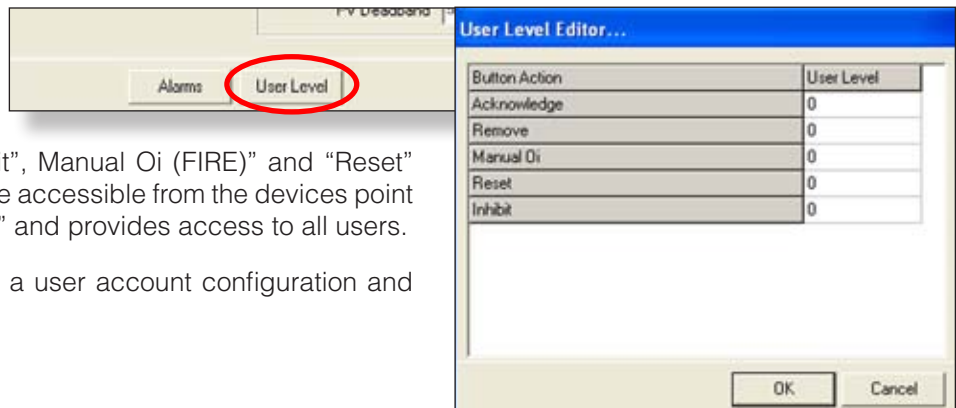 PV Deadband
Alarms User Level
it”, Manual Oi (FIRE)” and “Reset”
e accessible from the devices point
” and provides access to all users.
a user account configuration and
User Level Editor...
Button Action User Level
Acknowledge 0
Remove 0
Manual Oi 0
Reset 0
Inhibit 0
OK Cancel